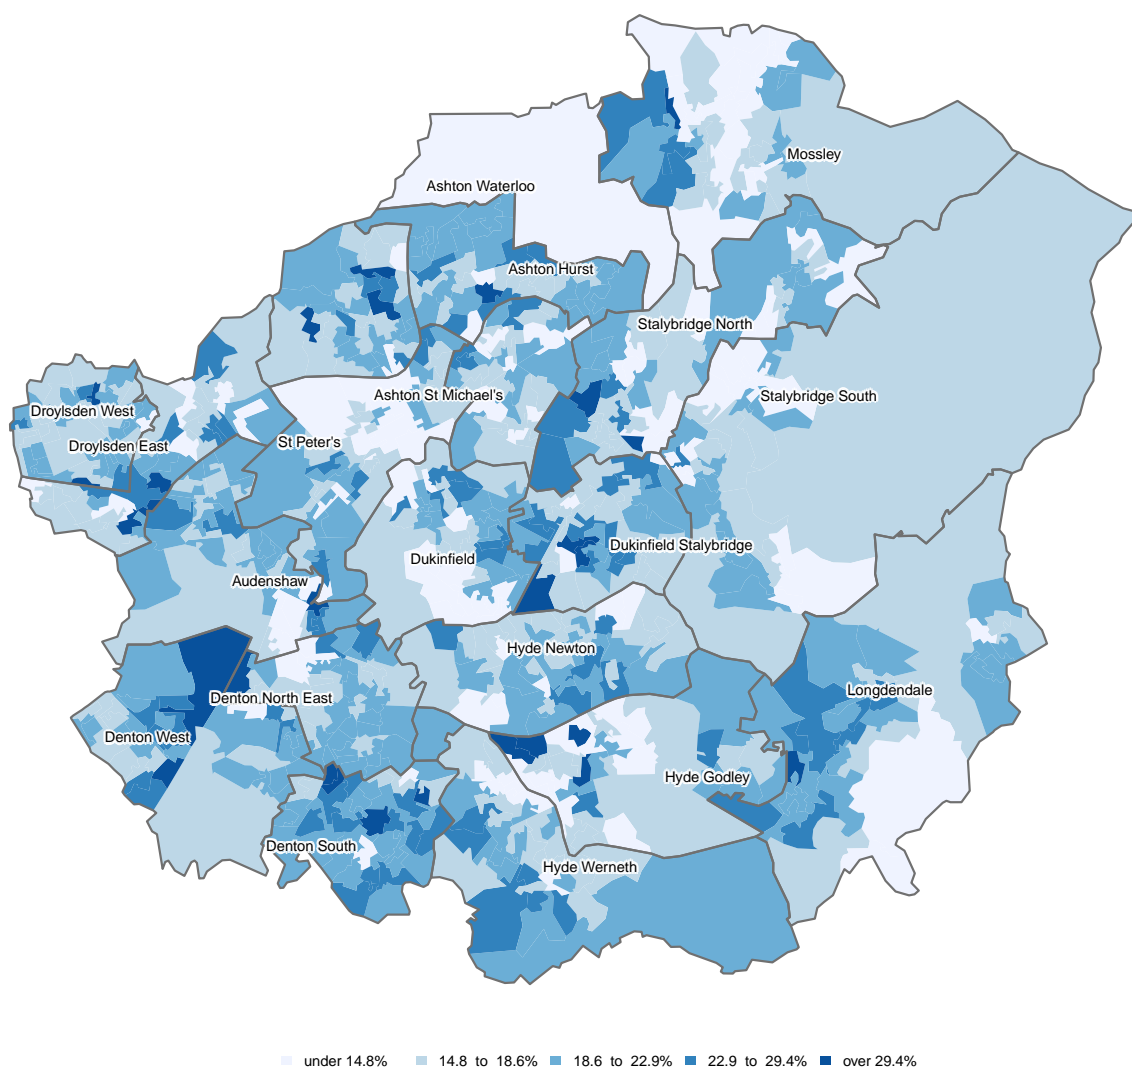 Mossley
Ashton Waterloo
Ashton Hurst
Stalybridge North
Ashton St Michael's
Stalybridge South
Droylsden West
Droylsden East
St Peter's
Dukinfield Stalybridge
Dukinfield
Audenshaw
Hyde Newton
Longdendale
Denton North East
Denton West
Hyde Godley
Denton South
Hyde Werneth
under 14.8% 14.8 to 18.6% 18.6 to 22.9% 22.9 to 29.4% over 29.4%